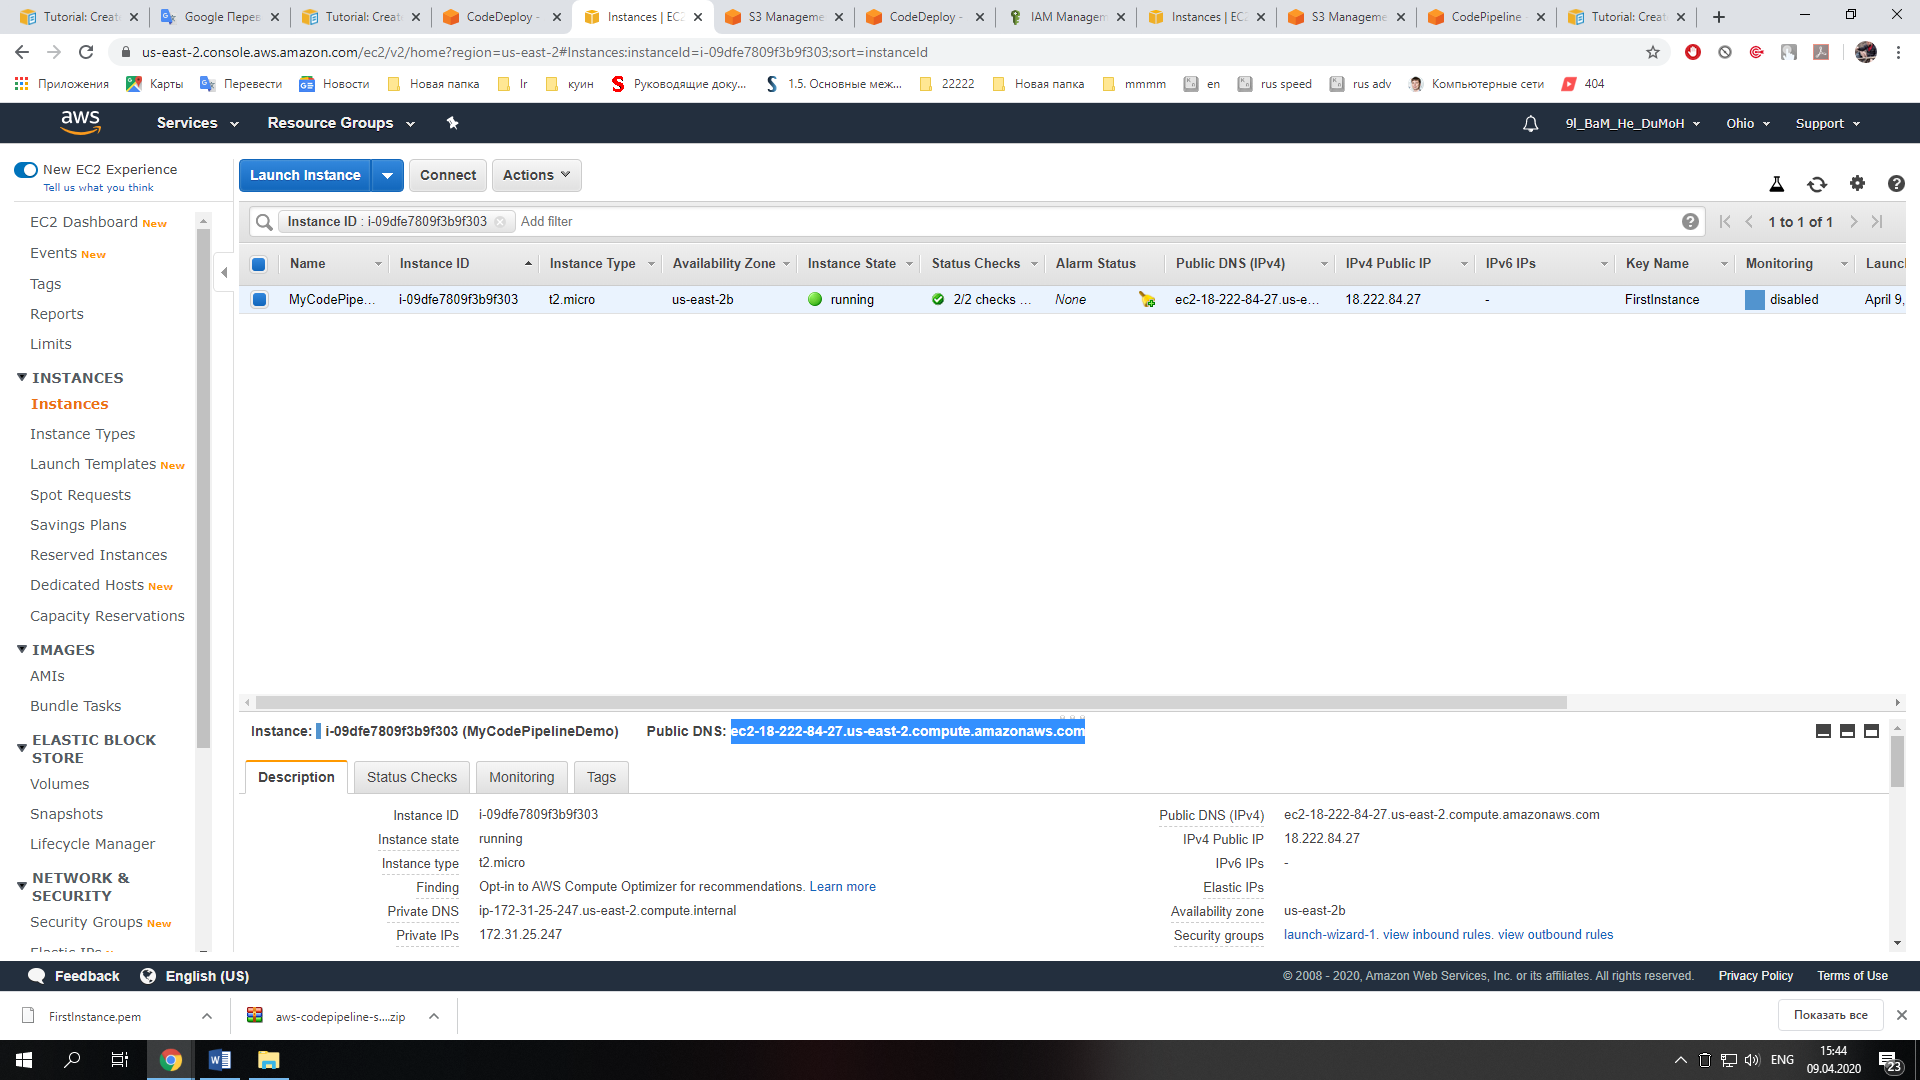 Tutorial: Create
Google Перев
Tutorial: Create
CodeDeploy -
Instances | EC2
S3 Manageme
CodeDeploy -
IAM Managem
Instances | EC2
S3 Manageme
CodePipeline
Tutorial: Creat
us-east-2.console.aws.amazon.com/ec2/v2/home?region=us-east-2#Instances:instanceId=i-09dfe7809f3b9f303;sort=instanceId
Приложения
Карты
Перевести
Новости
Новая папка
lr
куин
Руководящие доку...
1.5. Основные меж...
22222
Новая папка
mmmm
en
rus speed
rus adv
Компьютерные сети
404
aws
Services
Resource Groups
9l_BaM_He_DuMoH
Ohio
Support
New EC2 Experience
Tell us what you think
EC2 Dashboard New
Events New
Tags
Reports
Limits
INSTANCES
Instances
Instance Types
Launch Templates New
Spot Requests
Savings Plans
Reserved Instances
Dedicated Hosts New
Capacity Reservations
IMAGES
AMIs
Bundle Tasks
ELASTIC BLOCK
STORE
Volumes
Snapshots
Lifecycle Manager
NETWORK &
SECURITY
Security Groups New
Launch Instance
Connect
Actions
Instance ID : i-09dfe7809f3b9f303
Add filter
1 to 1 of 1
Name
Instance ID
Instance Type
Availability Zone
Instance State
Status Checks
Alarm Status
Public DNS (IPv4)
IPv4 Public IP
IPv6 IPs
Key Name
Monitoring
Launc
MyCodePipe...
i-09dfe7809f3b9f303
t2.micro
us-east-2b
running
2/2 checks ...
None
ec2-18-222-84-27.us-e...
18.222.84.27
-
FirstInstance
disabled
April 9,
Instance: i-09dfe7809f3b9f303 (MyCodePipelineDemo)
Public DNS: ec2-18-222-84-27.us-east-2.compute.amazonaws.com
Description
Status Checks
Monitoring
Tags
Instance ID i-09dfe7809f3b9f303
Instance state running
Instance type t2.micro
Finding Opt-in to AWS Compute Optimizer for recommendations. Learn more
Private DNS ip-172-31-25-247.us-east-2.compute.internal
Private IPs 172.31.25.247
Public DNS (IPv4) ec2-18-222-84-27.us-east-2.compute.amazonaws.com
IPv4 Public IP 18.222.84.27
IPv6 IPs -
Elastic IPs
Availability zone us-east-2b
Security groups launch-wizard-1. view inbound rules. view outbound rules
Feedback
English (US)
© 2008 - 2020, Amazon Web Services, Inc. or its affiliates. All rights reserved.
Privacy Policy
Terms of Use
FirstInstance.pem
aws-codepipeline-s....zip
Показать все
ENG
15:44
09.04.2020
23